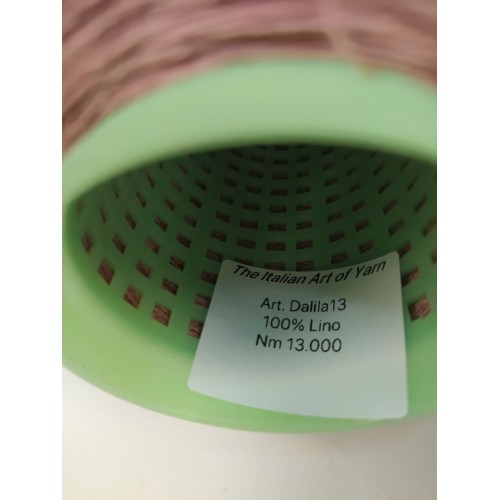 The Italian Art of Yarn
Art. Dalila13
100% Lino
Nm 13.000